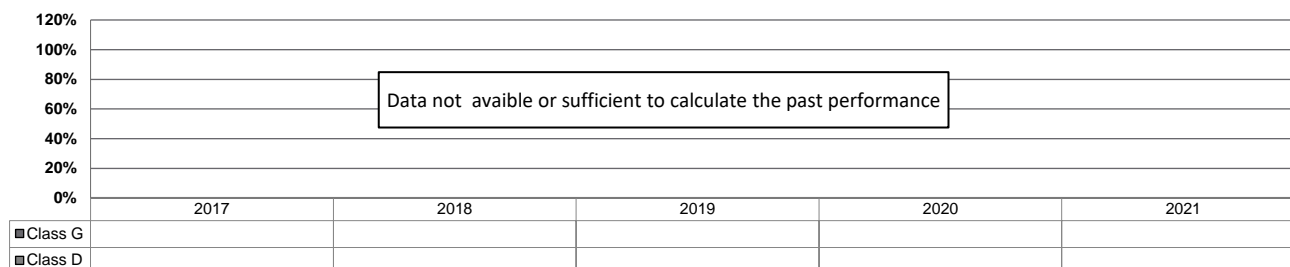 120%
100%
80%
60%
40%
20%
0%
Data not  avaible or sufficient to calculate the past performance
2017 2018 2019 2020 2021
Class G
Class D